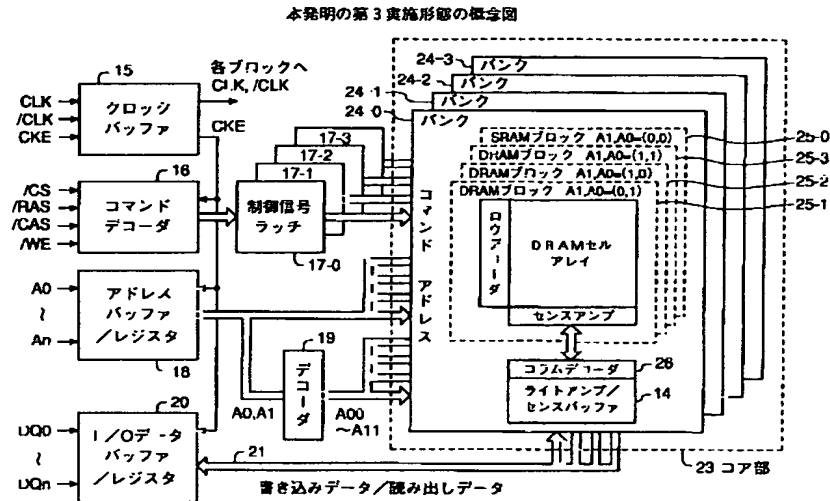 本発明の第3実施形態の概念図
15
CLK
/CLK
CKE
クロック
バッファ
各ブロックへ
CLK, /CLK
CKE
16
/CS
/RAS
/CAS
/WE
コマンド
デコーダ
17-3
17-2
17-1
制御信号
ラッチ
17-0
A0
~
An
アドレス
バッファ
/レジスタ
18
19
デコーダ
A0,A1
A00
~A11
20
DQ0
~
DQn
I/Oデータ
バッファ
/レジスタ
21
書き込みデータ/読み出しデータ
24-3
バンク
24-2
バンク
24-1
バンク
24-0
バンク
コマンド アドレス
SRAMブロック A1,A0=(0,0)
25-0
DRAMブロック A1,A0=(1,1)
25-3
DRAMブロック A1,A0=(1,0)
25-2
DRAMブロック A1,A0=(0,1)
25-1
ロウデコーダ
DRAMセル
アレイ
センスアンプ
コラムデコーダ
26
ライトアンプ/
センスバッファ
14
23 コア部